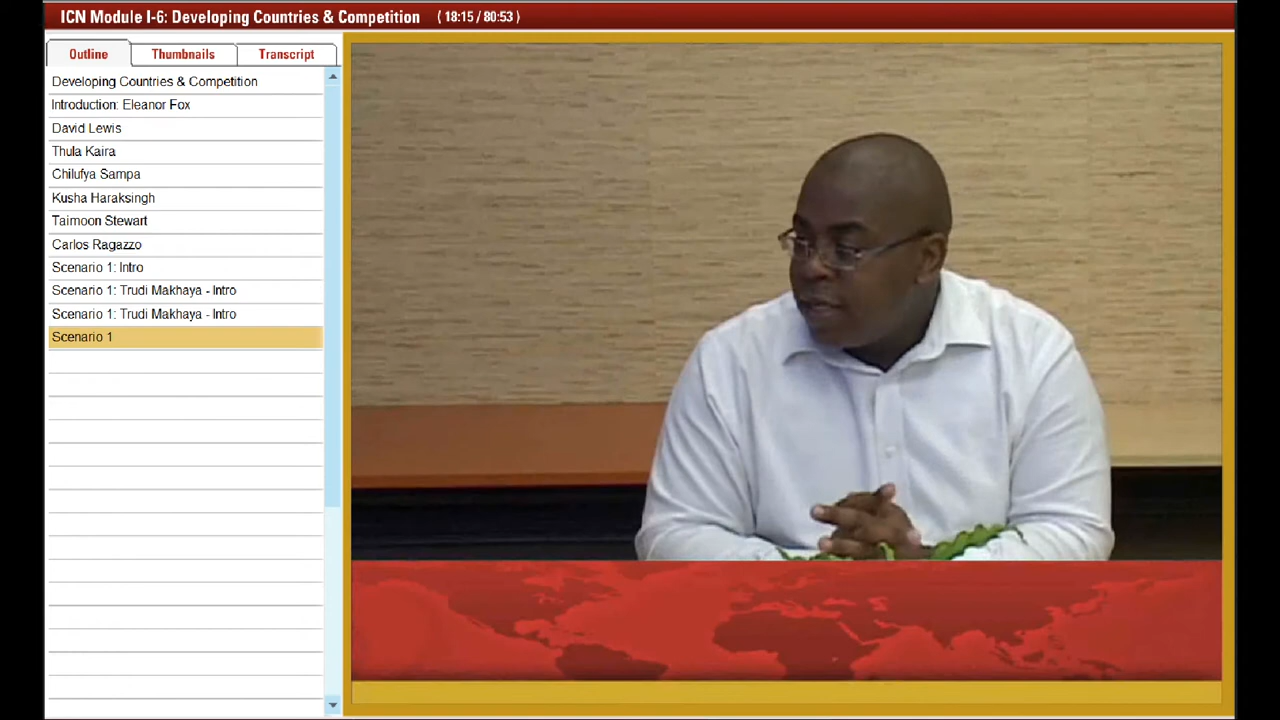 ICN Module I-6: Developing Countries & Competition ( 18:15 / 80:53 )
Outline Thumbnails Transcript
Developing Countries & Competition
Introduction: Eleanor Fox
David Lewis
Thula Kaira
Chilufya Sampa
Kusha Haraksingh
Taimoon Stewart
Carlos Ragazzo
Scenario 1: Intro
Scenario 1: Trudi Makhaya - Intro
Scenario 1: Trudi Makhaya - Intro
Scenario 1